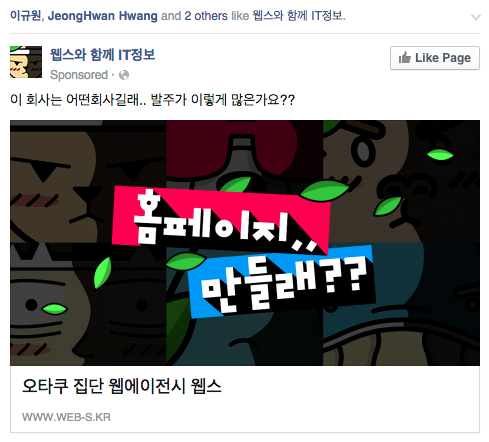 이규원, JeongHwan Hwang and 2 others like 웹스와 함께 IT정보.
웹스와 함께 IT정보
Sponsored ·
Like Page
이 회사는 어떤회사길래.. 발주가 이렇게 많은가요??
홈페이지,,
만들래??
오타쿠 집단 웹에이전시 웹스
WWW.WEB-S.KR